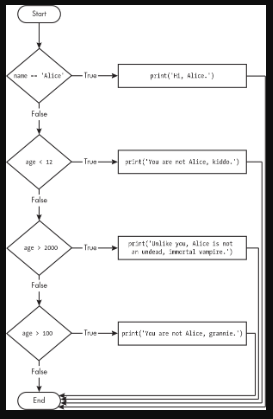 Start
name == 'Alice'
True
print('Hi, Alice.')
False
age < 12
True
print('You are not Alice, kiddo.')
False
age > 2000
True
print('Unlike you, Alice is not
an undead, immortal vampire.')
False
age > 100
True
print('You are not Alice, grannie.')
False
End